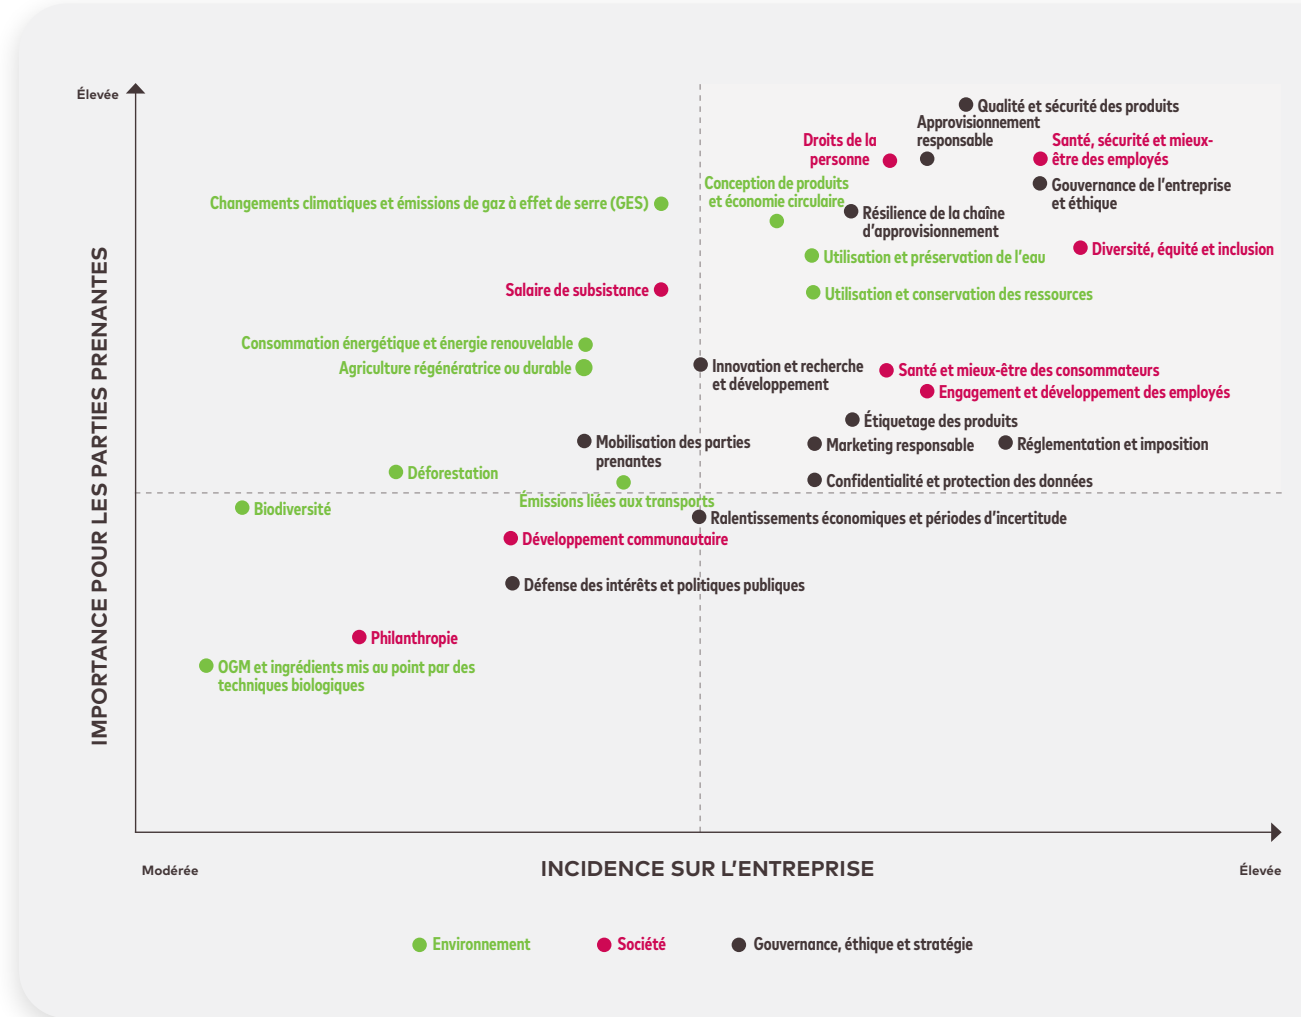 Élevée
Qualité et sécurité des produits
Approvisionnement
responsable
Droits de la
personne
Santé, sécurité et mieux-
être des employés
Conception de produits
et économie circulaire
Gouvernance de l'entreprise
et éthique
Changements climatiques et émissions de gaz à effet de serre (GES)
Résilience de la chaîne
d'approvisionnement
Diversité, équité et inclusion
Utilisation et préservation de l'eau
Salaire de subsistance
Utilisation et conservation des ressources
Consommation énergétique et énergie renouvelable
Agriculture régénératrice ou durable
Innovation et recherche
et développement
Santé et mieux-être des consommateurs
Engagement et développement des employés
Étiquetage des produits
Mobilisation des parties
prenantes
Marketing responsable
Réglementation et imposition
Déforestation
Confidentialité et protection des données
Émissions liées aux transports
Biodiversité
Ralentissements économiques et périodes d'incertitude
Développement communautaire
Défense des intérêts et politiques publiques
Philanthropie
OGM et ingrédients mis au point par des
techniques biologiques
IMPORTANCE POUR LES PARTIES PRENANTES
Modérée
INCIDENCE SUR L'ENTREPRISE
Élevée
Environnement
Société
Gouvernance, éthique et stratégie